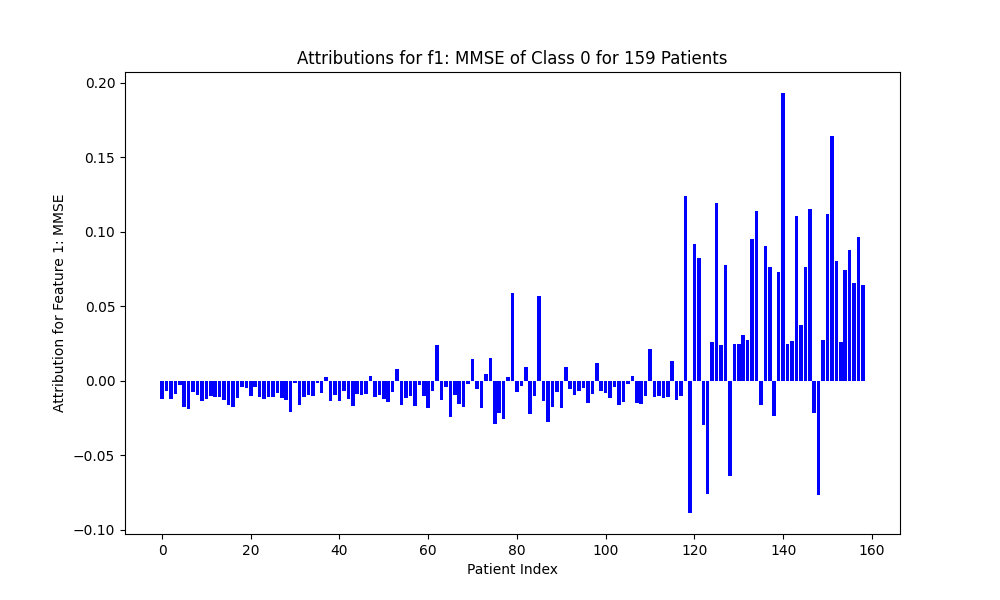 Attributions for f1: MMSE of Class 0 for 159 Patients
Attribution for Feature 1: MMSE
0.20
0.15
0.10
0.05
0.00
−0.05
−0.10
0 20 40 60 80 100 120 140 160
Patient Index